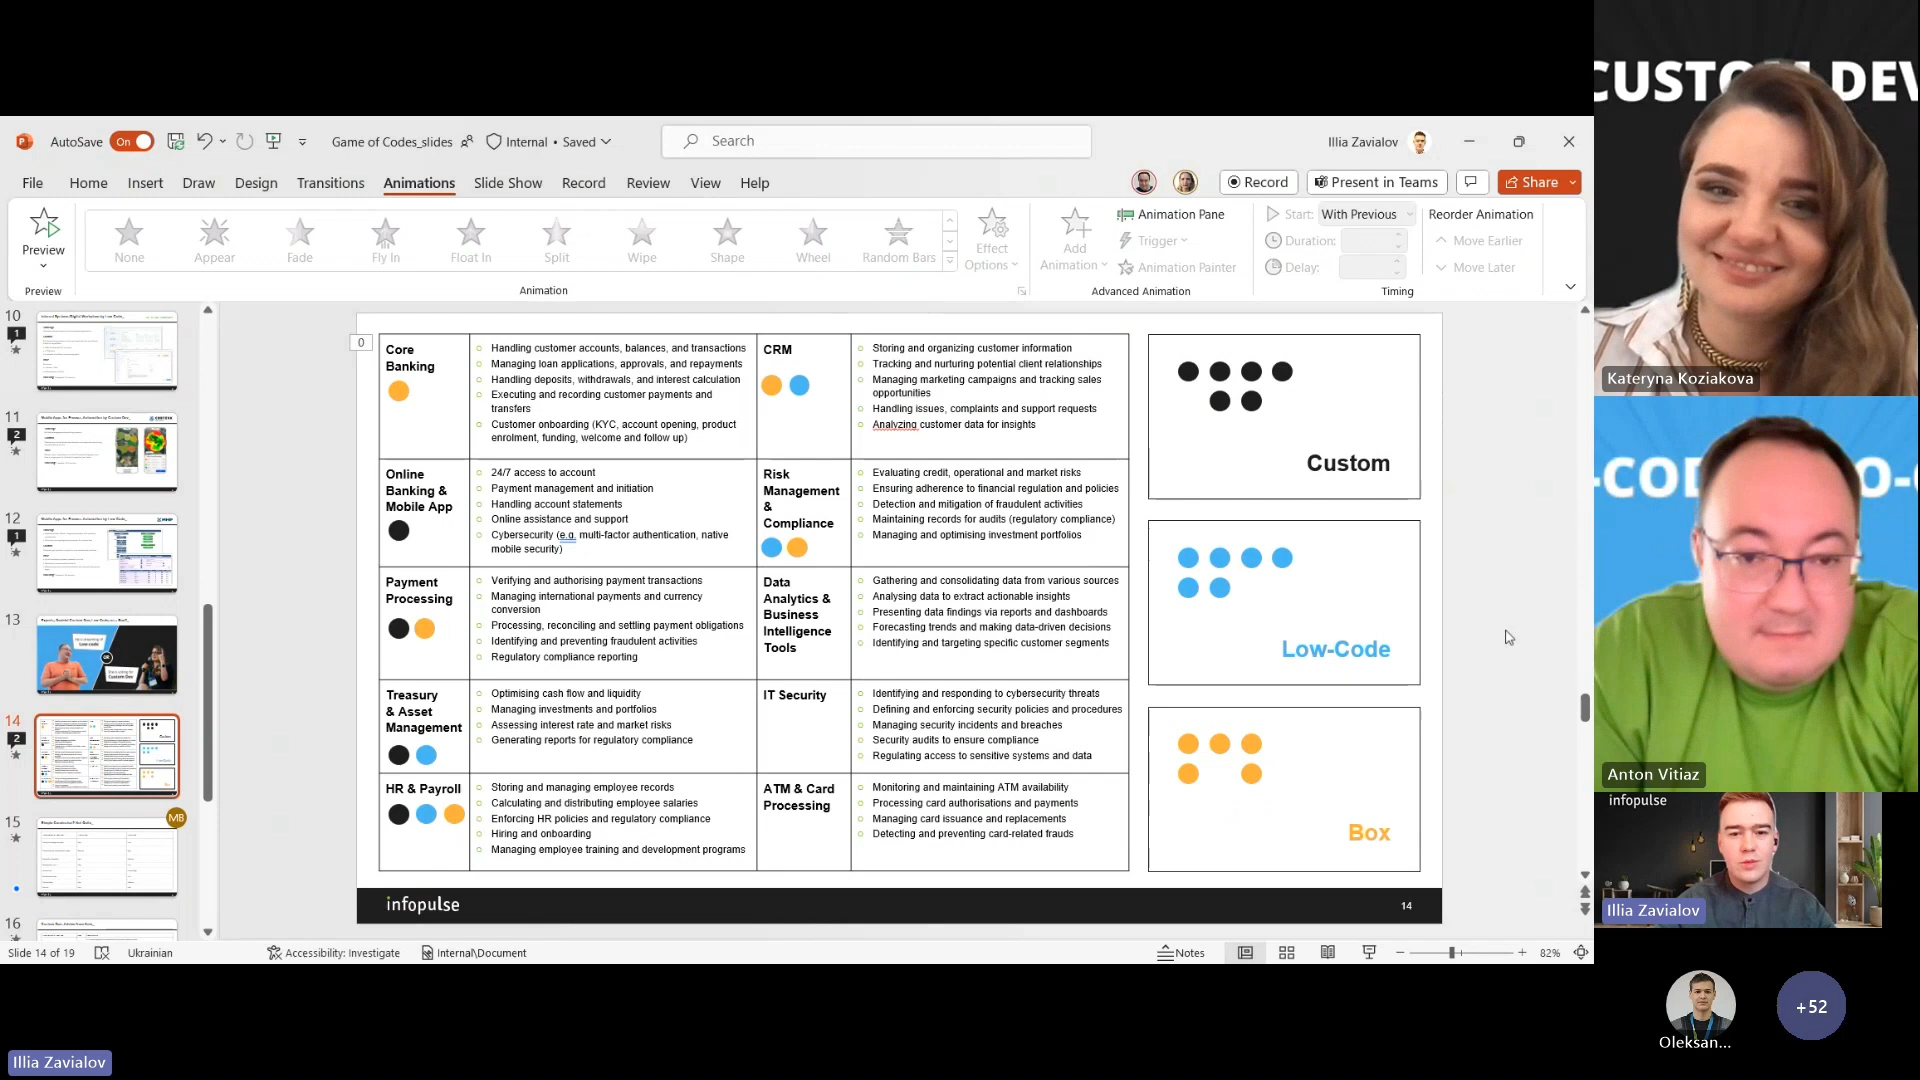 CUSTOM DEV
Kateryna Koziakova
AutoSave
On
Game of Codes_slides
Internal • Saved
Search
Illia Zavialov
File
Home
Insert
Draw
Design
Transitions
Animations
Slide Show
Record
Review
View
Help
Record
Present in Teams
Share
Preview
None
Appear
Fade
Fly In
Float In
Split
Wipe
Shape
Wheel
Random Bars
Effect
Options
Add
Animation
Animation Pane
Trigger
Animation Painter
Start:
With Previous
Duration:
Delay:
Reorder Animation
Move Earlier
Move Later
Preview
Animation
Advanced Animation
Timing
10
1
11
2
12
1
13
14
2
15
MB
16
0
Core
Banking
Handling customer accounts, balances, and transactions
Managing loan applications, approvals, and repayments
Handling deposits, withdrawals, and interest calculation
Executing and recording customer payments and
transfers
Customer onboarding (KYC, account opening, product
enrolment, funding, welcome and follow up)
CRM
Storing and organizing customer information
Tracking and nurturing potential client relationships
Managing marketing campaigns and tracking sales
opportunities
Handling issues, complaints and support requests
Analyzing customer data for insights
Online
Banking &
Mobile App
24/7 access to account
Payment management and initiation
Handling account statements
Online assistance and support
Cybersecurity (e.g. multi-factor authentication, native
mobile security)
Risk
Management
&
Compliance
Evaluating credit, operational and market risks
Ensuring adherence to financial regulation and policies
Detection and mitigation of fraudulent activities
Maintaining records for audits (regulatory compliance)
Managing and optimising investment portfolios
Payment
Processing
Verifying and authorising payment transactions
Managing international payments and currency
conversion
Processing, reconciling and settling payment obligations
Identifying and preventing fraudulent activities
Regulatory compliance reporting
Data
Analytics &
Business
Intelligence
Tools
Gathering and consolidating data from various sources
Analysing data to extract actionable insights
Presenting data findings via reports and dashboards
Forecasting trends and making data-driven decisions
Identifying and targeting specific customer segments
Treasury
& Asset
Management
Optimising cash flow and liquidity
Managing investments and portfolios
Assessing interest rate and market risks
Generating reports for regulatory compliance
IT Security
Identifying and responding to cybersecurity threats
Defining and enforcing security policies and procedures
Managing security incidents and breaches
Security audits to ensure compliance
Regulating access to sensitive systems and data
HR & Payroll
Storing and managing employee records
Calculating and distributing employee salaries
Enforcing HR policies and regulatory compliance
Hiring and onboarding
Managing employee training and development programs
ATM & Card
Processing
Monitoring and maintaining ATM availability
Processing card authorisations and payments
Managing card issuance and replacements
Detecting and preventing card-related frauds
Custom
Low-Code
Box
infopulse
14
Anton Vitiaz
infopulse
Illia Zavialov
Slide 14 of 19
Ukrainian
Accessibility: Investigate
Internal\Document
Notes
82%
Oleksan...
+52
Illia Zavialov